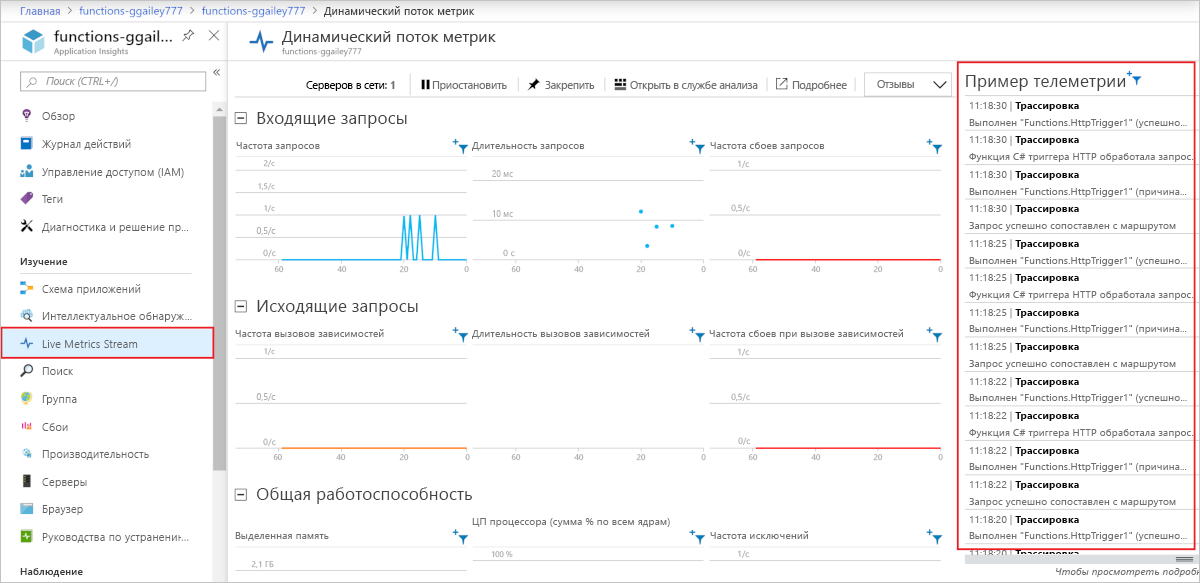 Главная > functions-ggailey777 > functions-ggailey777 > Динамический поток метрик
functions-ggail...
Application Insights
Поиск (CTRL+/)
Обзор
Журнал действий
Управление доступом (IAM)
Теги
Диагностика и решение пр...
Изучение
Схема приложений
Интеллектуальное обнаруж...
Live Metrics Stream
Поиск
Группа
Сбои
Производительность
Серверы
Браузер
Руководства по устранению...
Наблюдение
Динамический поток метрик
functions-ggailey777
Серверов в сети: 1
Приостановить
Закрепить
Открыть в службе анализа
Подробнее
Отзывы
Входящие запросы
Частота запросов
2/с
1,5/с
1/с
0,5/с
0/с
60 40 20 0
Длительность запросов
20 мс
10 мс
0 с
60 40 20 0
Частота сбоев запросов
1/с
0,5/с
0/с
60 40 20 0
Исходящие запросы
Частота вызовов зависимостей
1/с
0,5/с
0/с
60 40 20 0
Длительность вызовов зависимостей
60 40 20 0
Частота сбоев при вызове зависимостей
1/с
0,5/с
0/с
60 40 20 0
Общая работоспособность
Выделенная память
2,1 ГБ
ЦП процессора (сумма % по всем ядрам)
100 %
Частота исключений
1/с
Пример телеметрии
11:18:30 | Трассировка
Выполнен "Functions.HttpTrigger1" (успешно...
11:18:30 | Трассировка
Функция C# триггера HTTP обработала запрос.
11:18:30 | Трассировка
Выполнен "Functions.HttpTrigger1" (причина...
11:18:30 | Трассировка
Запрос успешно сопоставлен с маршрутом
11:18:25 | Трассировка
Выполнен "Functions.HttpTrigger1" (успешно...
11:18:25 | Трассировка
Функция C# триггера HTTP обработала запрос.
11:18:25 | Трассировка
Выполнен "Functions.HttpTrigger1" (причина...
11:18:25 | Трассировка
Запрос успешно сопоставлен с маршрутом
11:18:22 | Трассировка
Выполнен "Functions.HttpTrigger1" (успешно...
11:18:22 | Трассировка
Функция C# триггера HTTP обработала запрос.
11:18:22 | Трассировка
Выполнен "Functions.HttpTrigger1" (причина...
11:18:22 | Трассировка
Запрос успешно сопоставлен с маршрутом
11:18:20 | Трассировка
Выполнен "Functions.HttpTrigger1" (успешно...
11:18:20 | Трассировка
Чтобы просмотреть